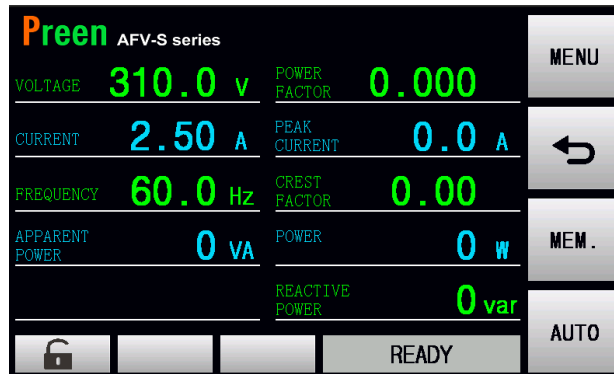 Preen AFV-S series
MENU
VOLTAGE 310.0 V
POWER
FACTOR 0.000
CURRENT 2.50 A
PEAK
CURRENT 0.0 A
FREQUENCY 60.0 Hz
CREST
FACTOR 0.00
APPARENT
POWER 0 VA
POWER 0 W
MEM.
REACTIVE
POWER 0 var
AUTO
READY